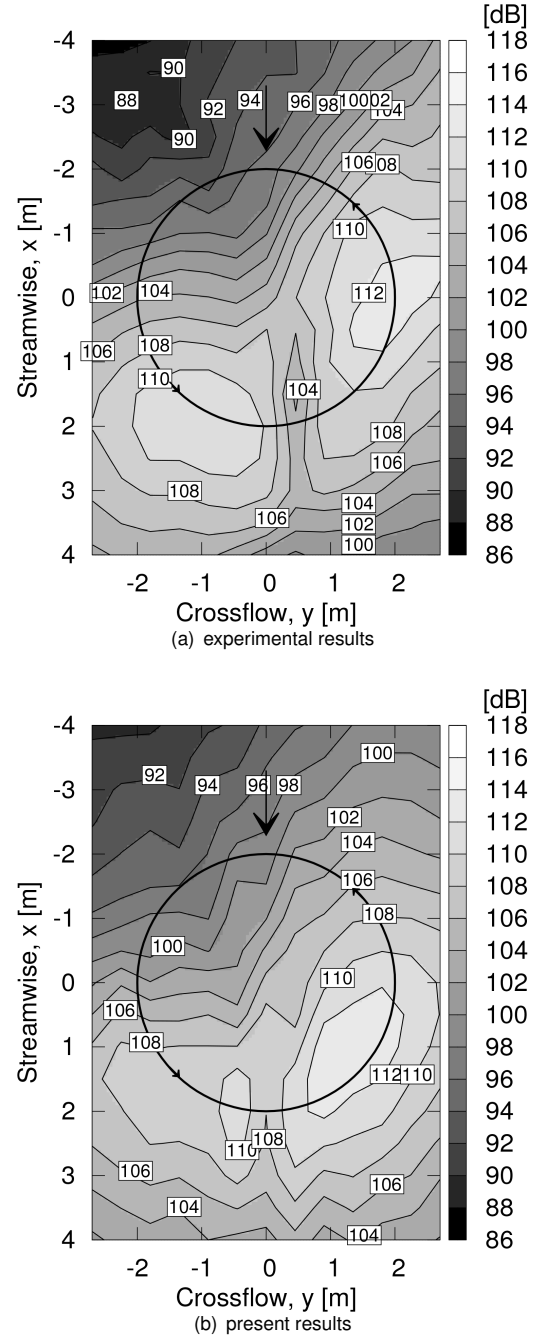 [dB]
-4 118
90 116
88 92 94 96 98 10002 104 114
-3
90 112
-2 106 08 110
110 108
-1 106
Streamwise, x [m]
0 102 104 112 104
102
106 108 100
1 98
110 104 96
2 108 94
106 92
3 108 90
106 104
102 88
4 100 86
-2 -1 0 1 2
Crossflow, y [m]
(a) experimental results
[dB]
-4 118
100 116
92 94 96 98 114
-3
102 112
104
-2 110
106 108
108
-1 106
100
Streamwise, x [m]
0 110 104
106 102
108 100
1 98
112 110 96
2 94
110 108
106 106 92
3 90
104 88
4 104 86
-2 -1 0 1 2
Crossflow, y [m]
(b) present results